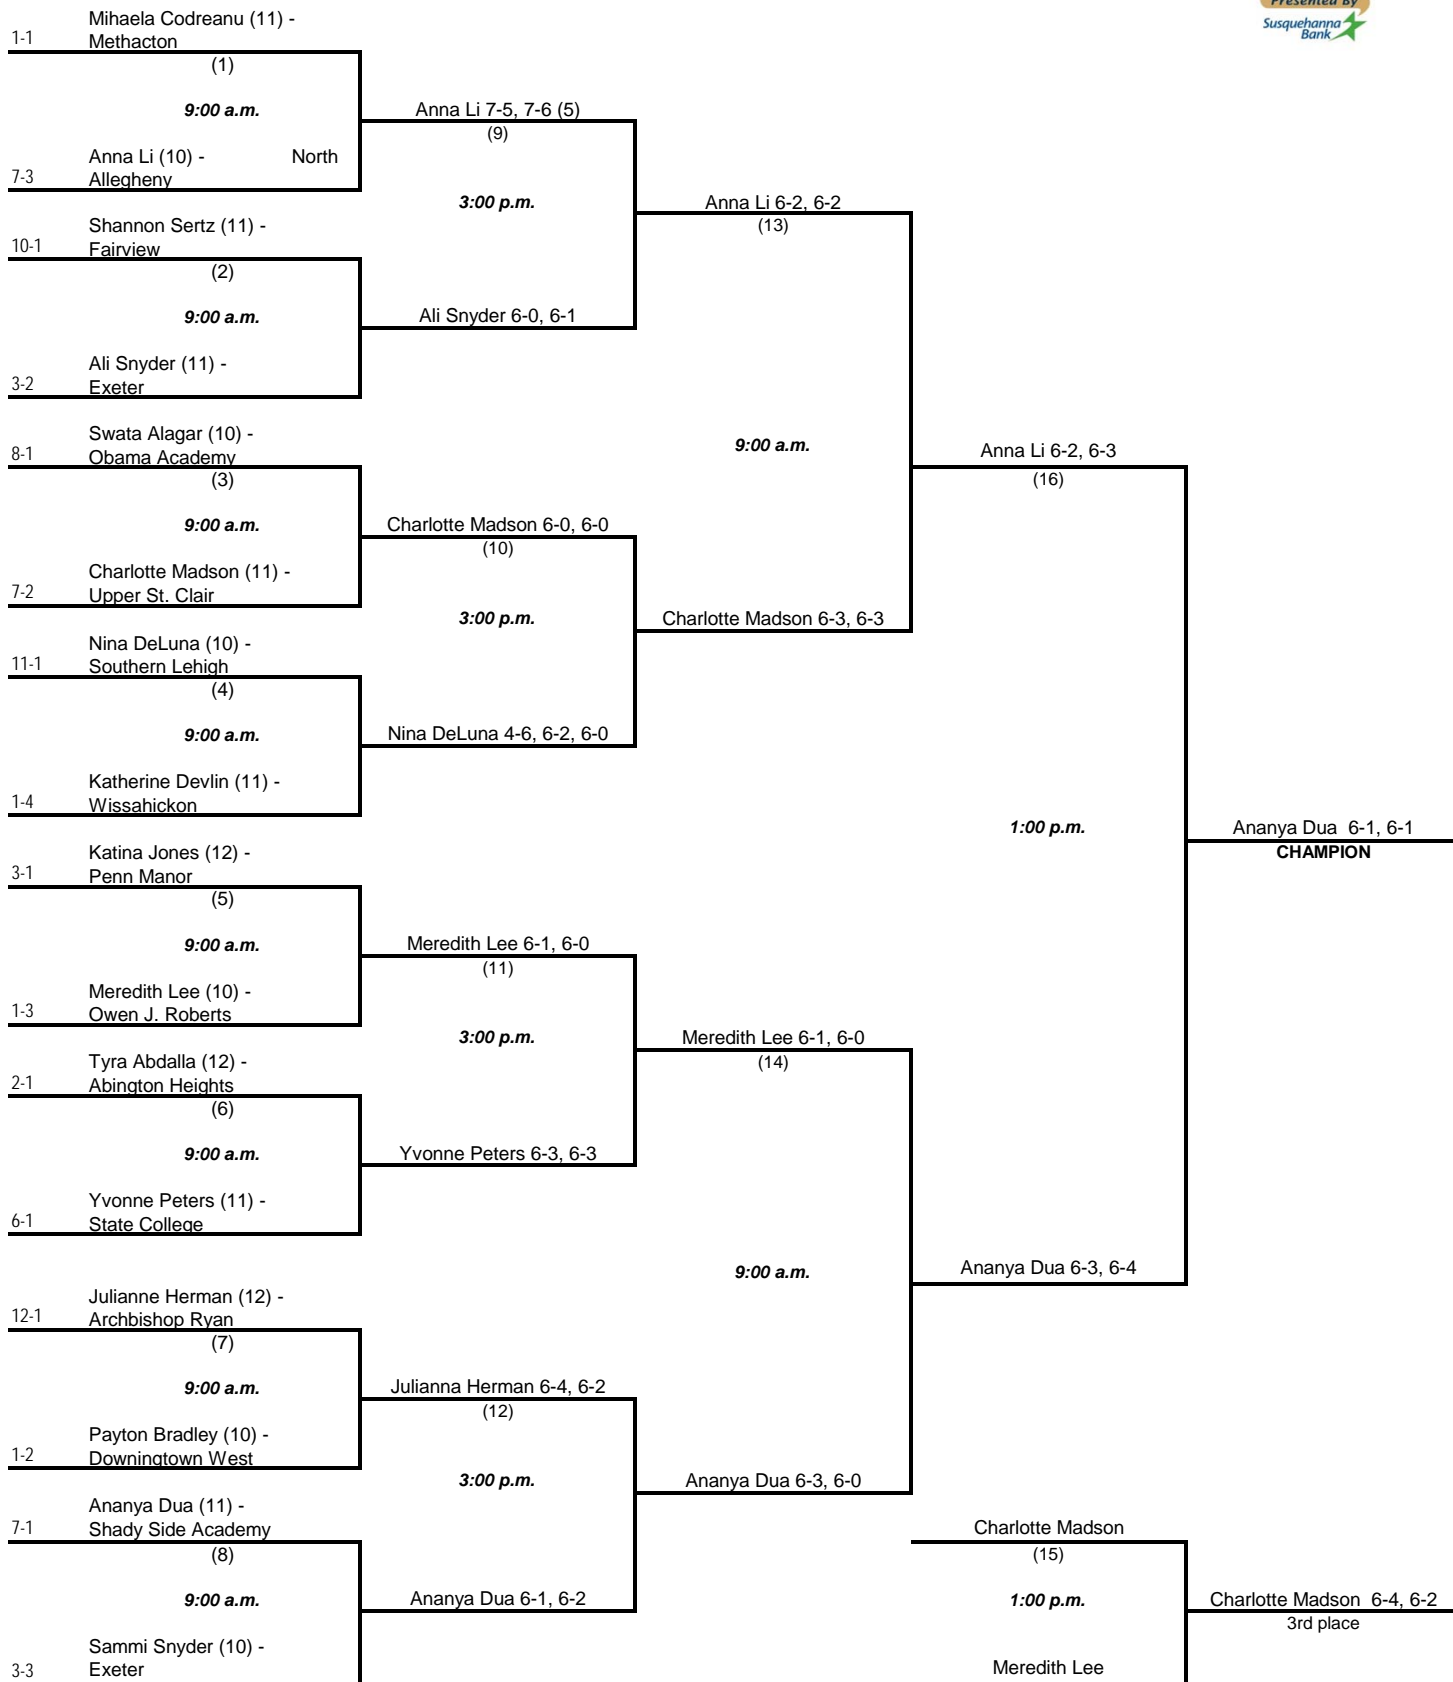 Presented By
Susquehanna
Bank
Mihaela Codreanu (11) -
1-1 Methacton
(1)
9:00 a.m.
Anna Li 7-5, 7-6 (5)
(9)
Anna Li (10) - North
7-3 Allegheny
3:00 p.m.
Anna Li 6-2, 6-2
(13)
Shannon Sertz (11) -
10-1 Fairview
(2)
9:00 a.m.
Ali Snyder 6-0, 6-1
Ali Snyder (11) -
3-2 Exeter
Swata Alagar (10) -
8-1 Obama Academy
9:00 a.m.
Anna Li 6-2, 6-3
(16)
(3)
9:00 a.m.
Charlotte Madson 6-0, 6-0
(10)
Charlotte Madson (11) -
7-2 Upper St. Clair
3:00 p.m.
Charlotte Madson 6-3, 6-3
Nina DeLuna (10) -
11-1 Southern Lehigh
(4)
9:00 a.m.
Nina DeLuna 4-6, 6-2, 6-0
Katherine Devlin (11) -
1-4 Wissahickon
1:00 p.m.
Ananya Dua 6-1, 6-1
CHAMPION
Katina Jones (12) -
3-1 Penn Manor
(5)
9:00 a.m.
Meredith Lee 6-1, 6-0
(11)
Meredith Lee (10) -
1-3 Owen J. Roberts
3:00 p.m.
Meredith Lee 6-1, 6-0
(14)
Tyra Abdalla (12) -
2-1 Abington Heights
(6)
9:00 a.m.
Yvonne Peters 6-3, 6-3
Yvonne Peters (11) -
6-1 State College
9:00 a.m.
Ananya Dua 6-3, 6-4
Julianne Herman (12) -
12-1 Archbishop Ryan
(7)
9:00 a.m.
Julianna Herman 6-4, 6-2
(12)
Payton Bradley (10) -
1-2 Downingtown West
3:00 p.m.
Ananya Dua 6-3, 6-0
Ananya Dua (11) -
7-1 Shady Side Academy
Charlotte Madson
(8)
(15)
9:00 a.m.
Ananya Dua 6-1, 6-2
1:00 p.m.
Charlotte Madson 6-4, 6-2
3rd place
Sammi Snyder (10) -
3-3 Exeter
Meredith Lee